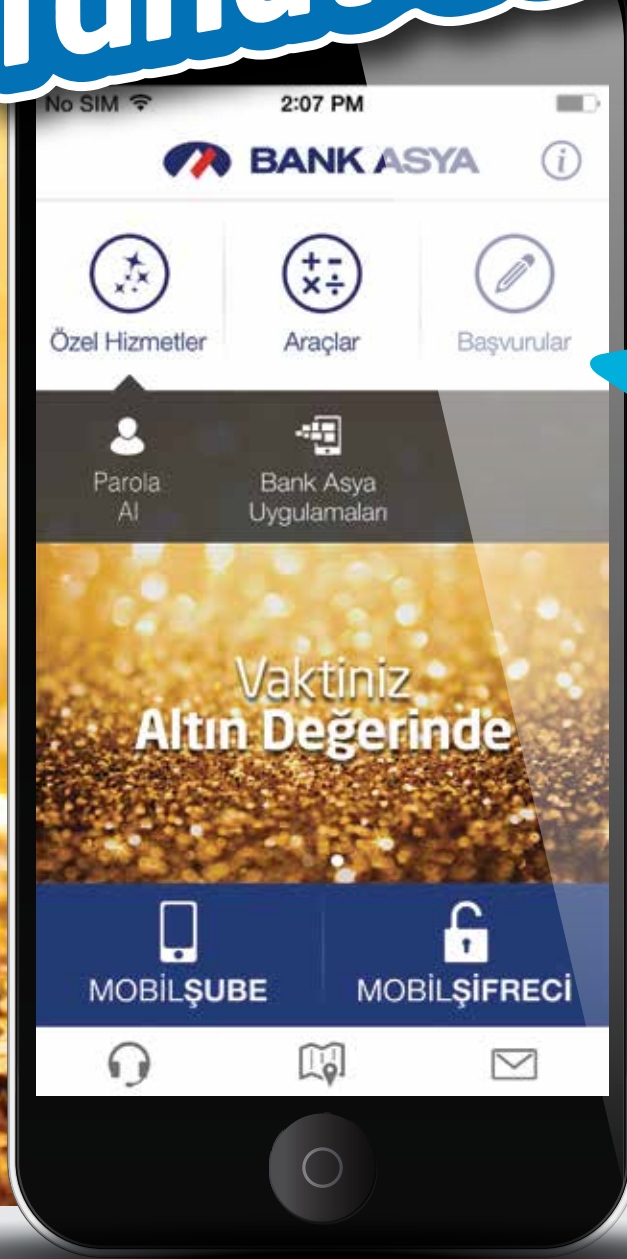 No SIM 2:07 PM
BANK ASYA
Özel Hizmetler Araçlar Başvurular
Parola Bank Asya
Al Uygulamaları
Vaktiniz
Altın Değerinde
MOBİLŞUBE MOBİLŞİFRECİ